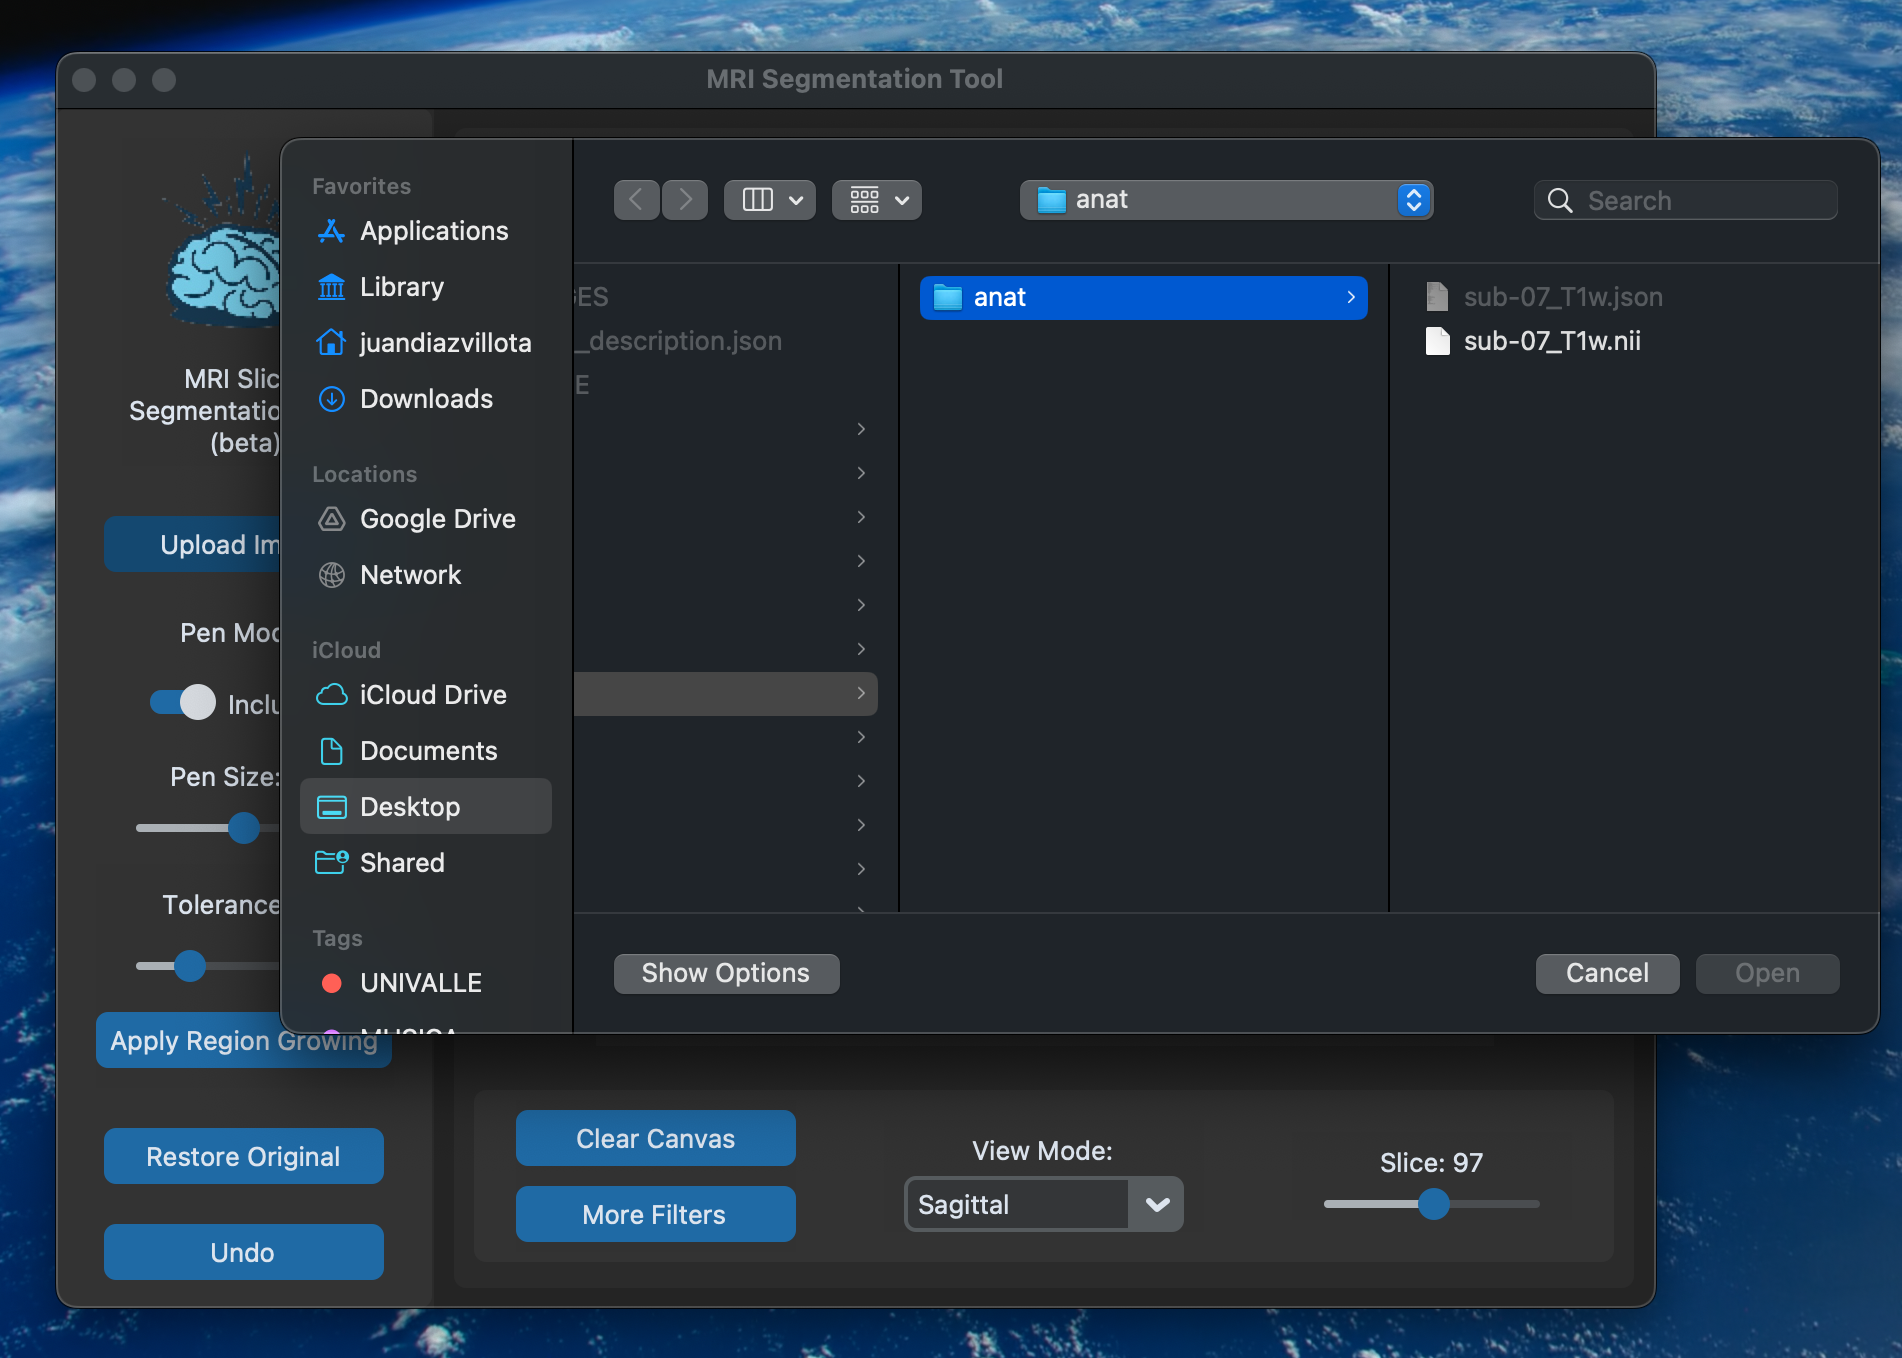 MRI Segmentation Tool
MRI Slic
Segmentatio
(beta)
Upload Im
Pen Mod
Inclu
Pen Size:
Tolerance
Apply Region Growing
Restore Original
Undo
Favorites
Applications
Library
juandiazvillota
Downloads
Locations
Google Drive
Network
iCloud
iCloud Drive
Documents
Desktop
Shared
Tags
UNIVALLE
MUSICA
anat
Search
GES
_description.json
E
anat
sub-07_T1w.json
sub-07_T1w.nii
Show Options
Cancel
Open
Clear Canvas
More Filters
View Mode:
Sagittal
Slice: 97